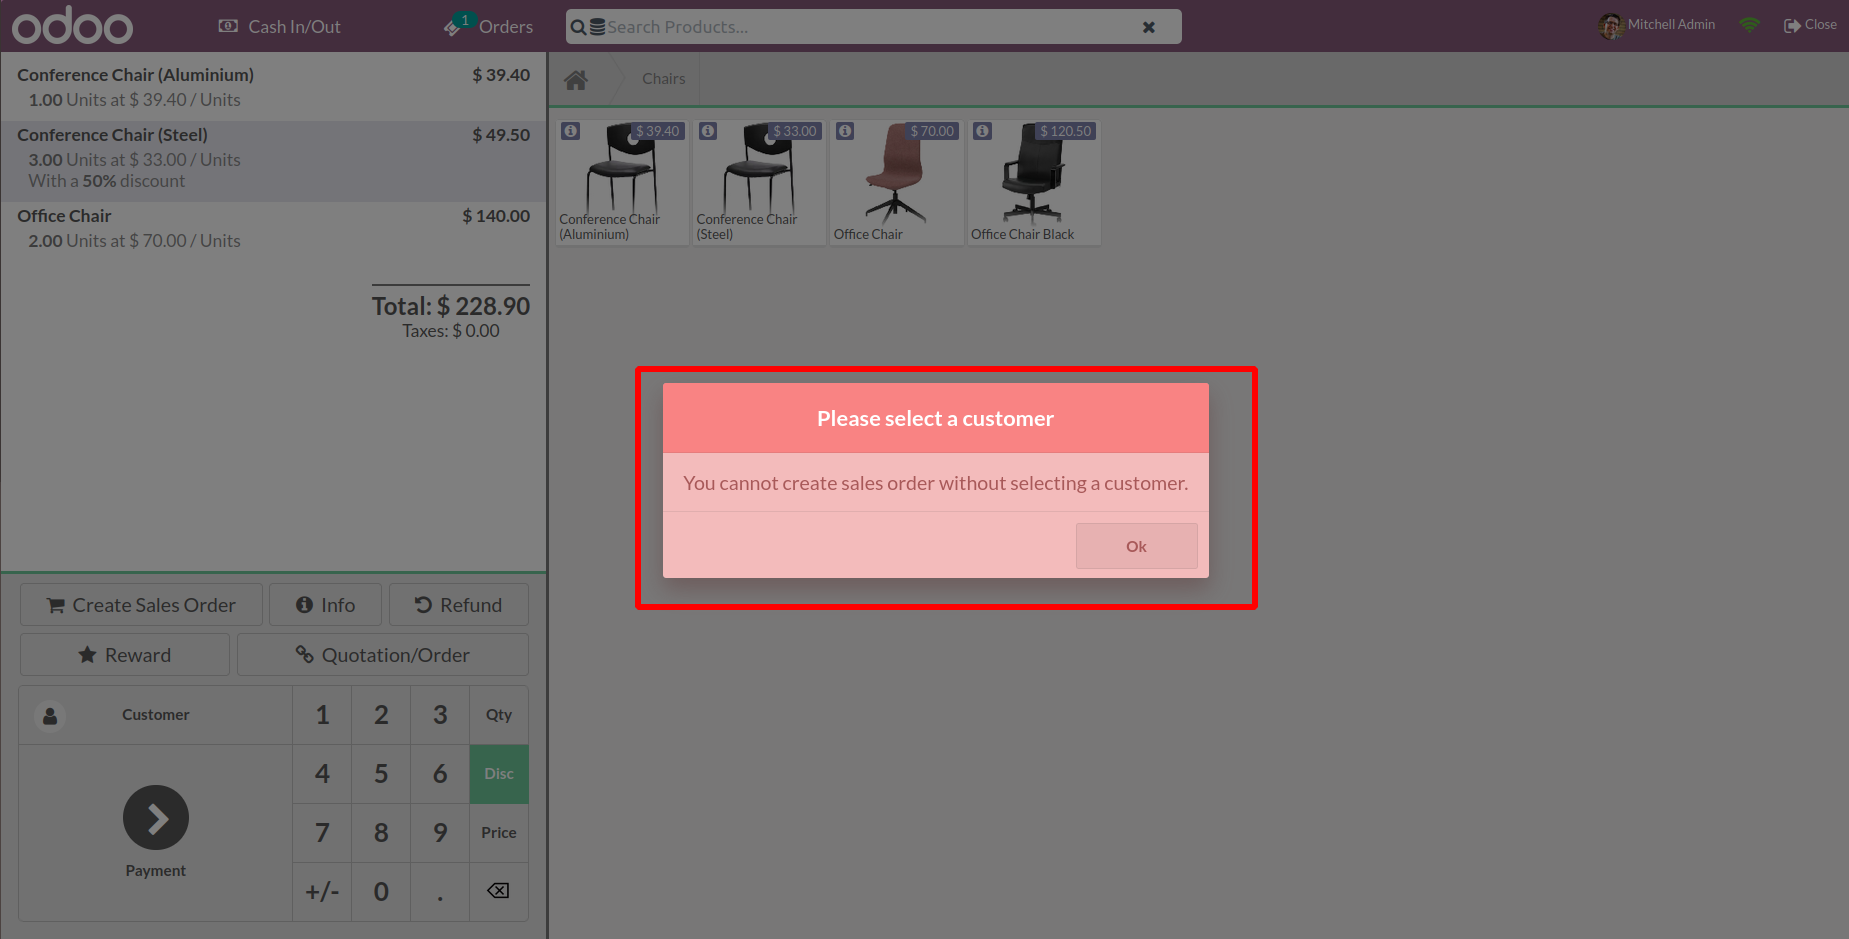 odoo
Cash In/Out
1
Orders
Search Products...
Mitchell Admin
Close
Conference Chair (Aluminium) $ 39.40
1.00 Units at $ 39.40 / Units
Conference Chair (Steel) $ 49.50
3.00 Units at $ 33.00 / Units
With a 50% discount
Office Chair $ 140.00
2.00 Units at $ 70.00 / Units
Total: $ 228.90
Taxes: $ 0.00
Chairs
$ 39.40
Conference Chair
(Aluminium)
$ 33.00
Conference Chair
(Steel)
$ 70.00
Office Chair
$ 120.50
Office Chair Black
Please select a customer
You cannot create sales order without selecting a customer.
Ok
Create Sales Order
Info
Refund
Reward
Quotation/Order
Customer
Payment
1 2 3 Qty
4 5 6 Disc
7 8 9 Price
+/- 0 .